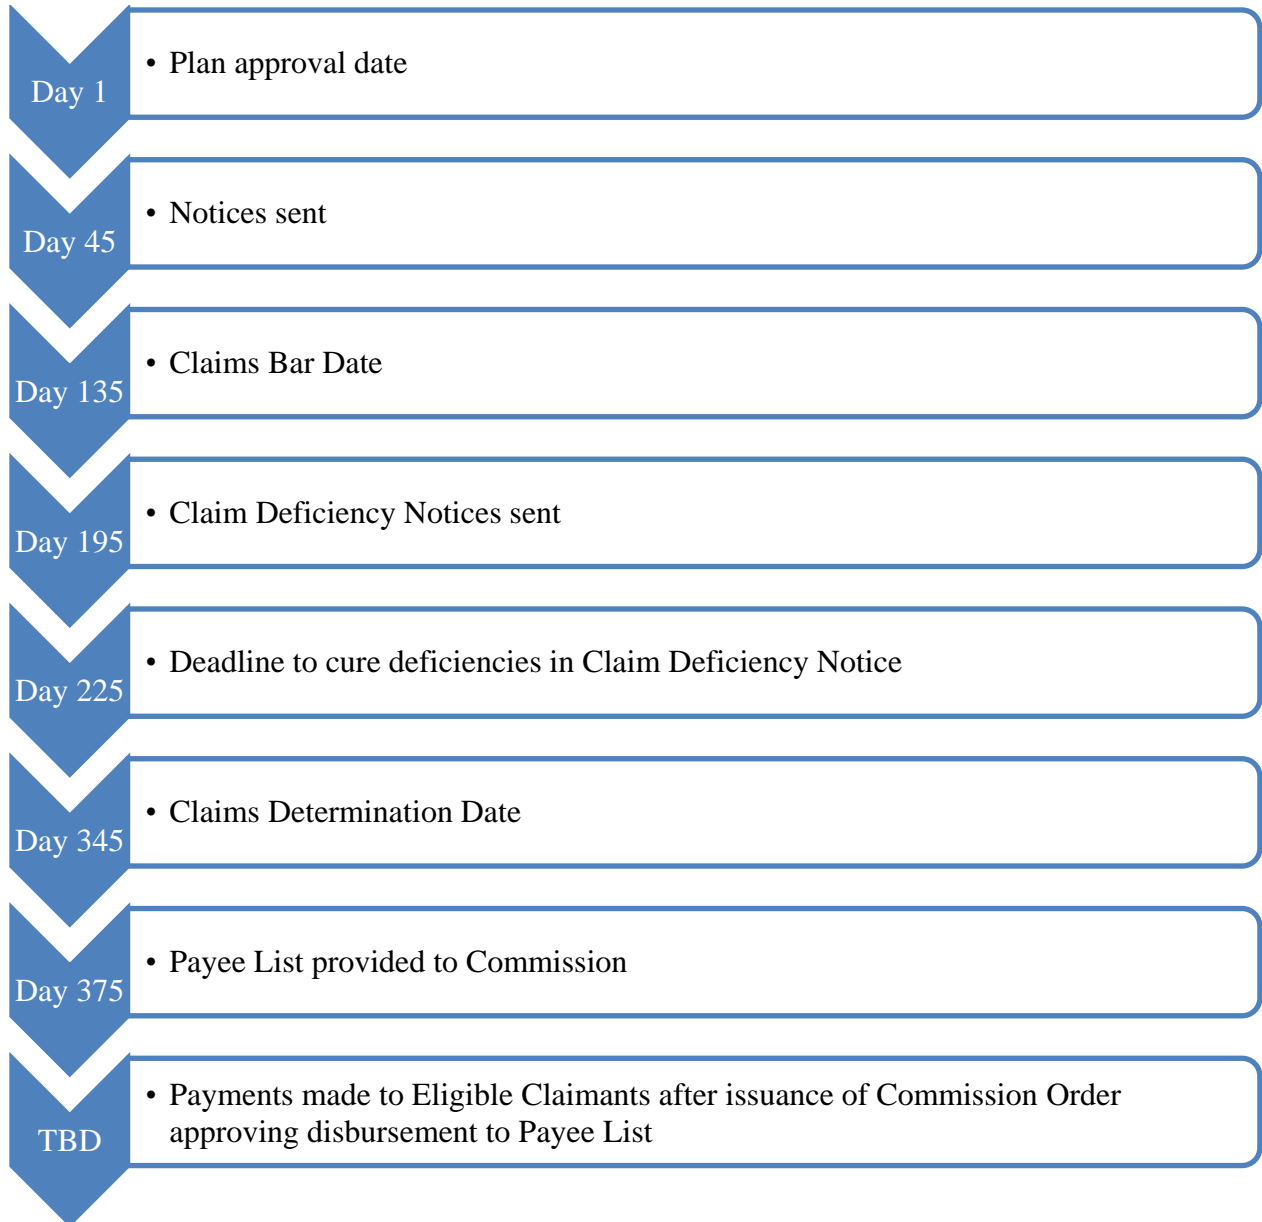 Day 1
• Plan approval date
Day 45
• Notices sent
Day 135
• Claims Bar Date
Day 195
• Claim Deficiency Notices sent
Day 225
• Deadline to cure deficiencies in Claim Deficiency Notice
Day 345
• Claims Determination Date
Day 375
• Payee List provided to Commission
TBD
• Payments made to Eligible Claimants after issuance of Commission Order
approving disbursement to Payee List